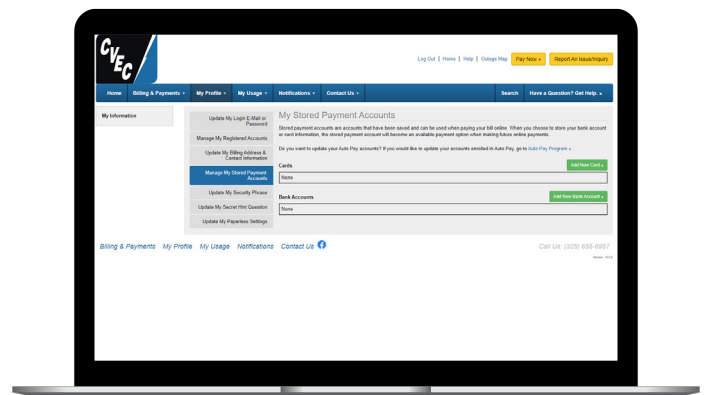 CVEC
Log Out | Home | Help | Outage Map
Pay Now »
Report An Issue/Inquiry
Home Billing & Payments My Profile My Usage Notifications Contact Us Search Have a Question? Get Help. »
My Information
Update My Login E-Mail or
Password
Manage My Registered Accounts
Update My Billing Address &
Contact Information
Manage My Stored Payment
Accounts
Update My Security Phrase
Update My Secret Hint Question
Update My Paperless Settings
My Stored Payment Accounts
Stored payment accounts are accounts that have been saved and can be used when paying your bill online. When you choose to store your bank account
or card information, the stored payment account will become an available payment option when making future online payments.
Do you want to update your Auto Pay accounts? If you would like to update your accounts enrolled in Auto Pay, go to Auto Pay Program »
Cards
Add New Card »
None
Bank Accounts
Add New Bank Account »
None
Billing & Payments My Profile My Usage Notifications Contact Us
Call Us: (325)